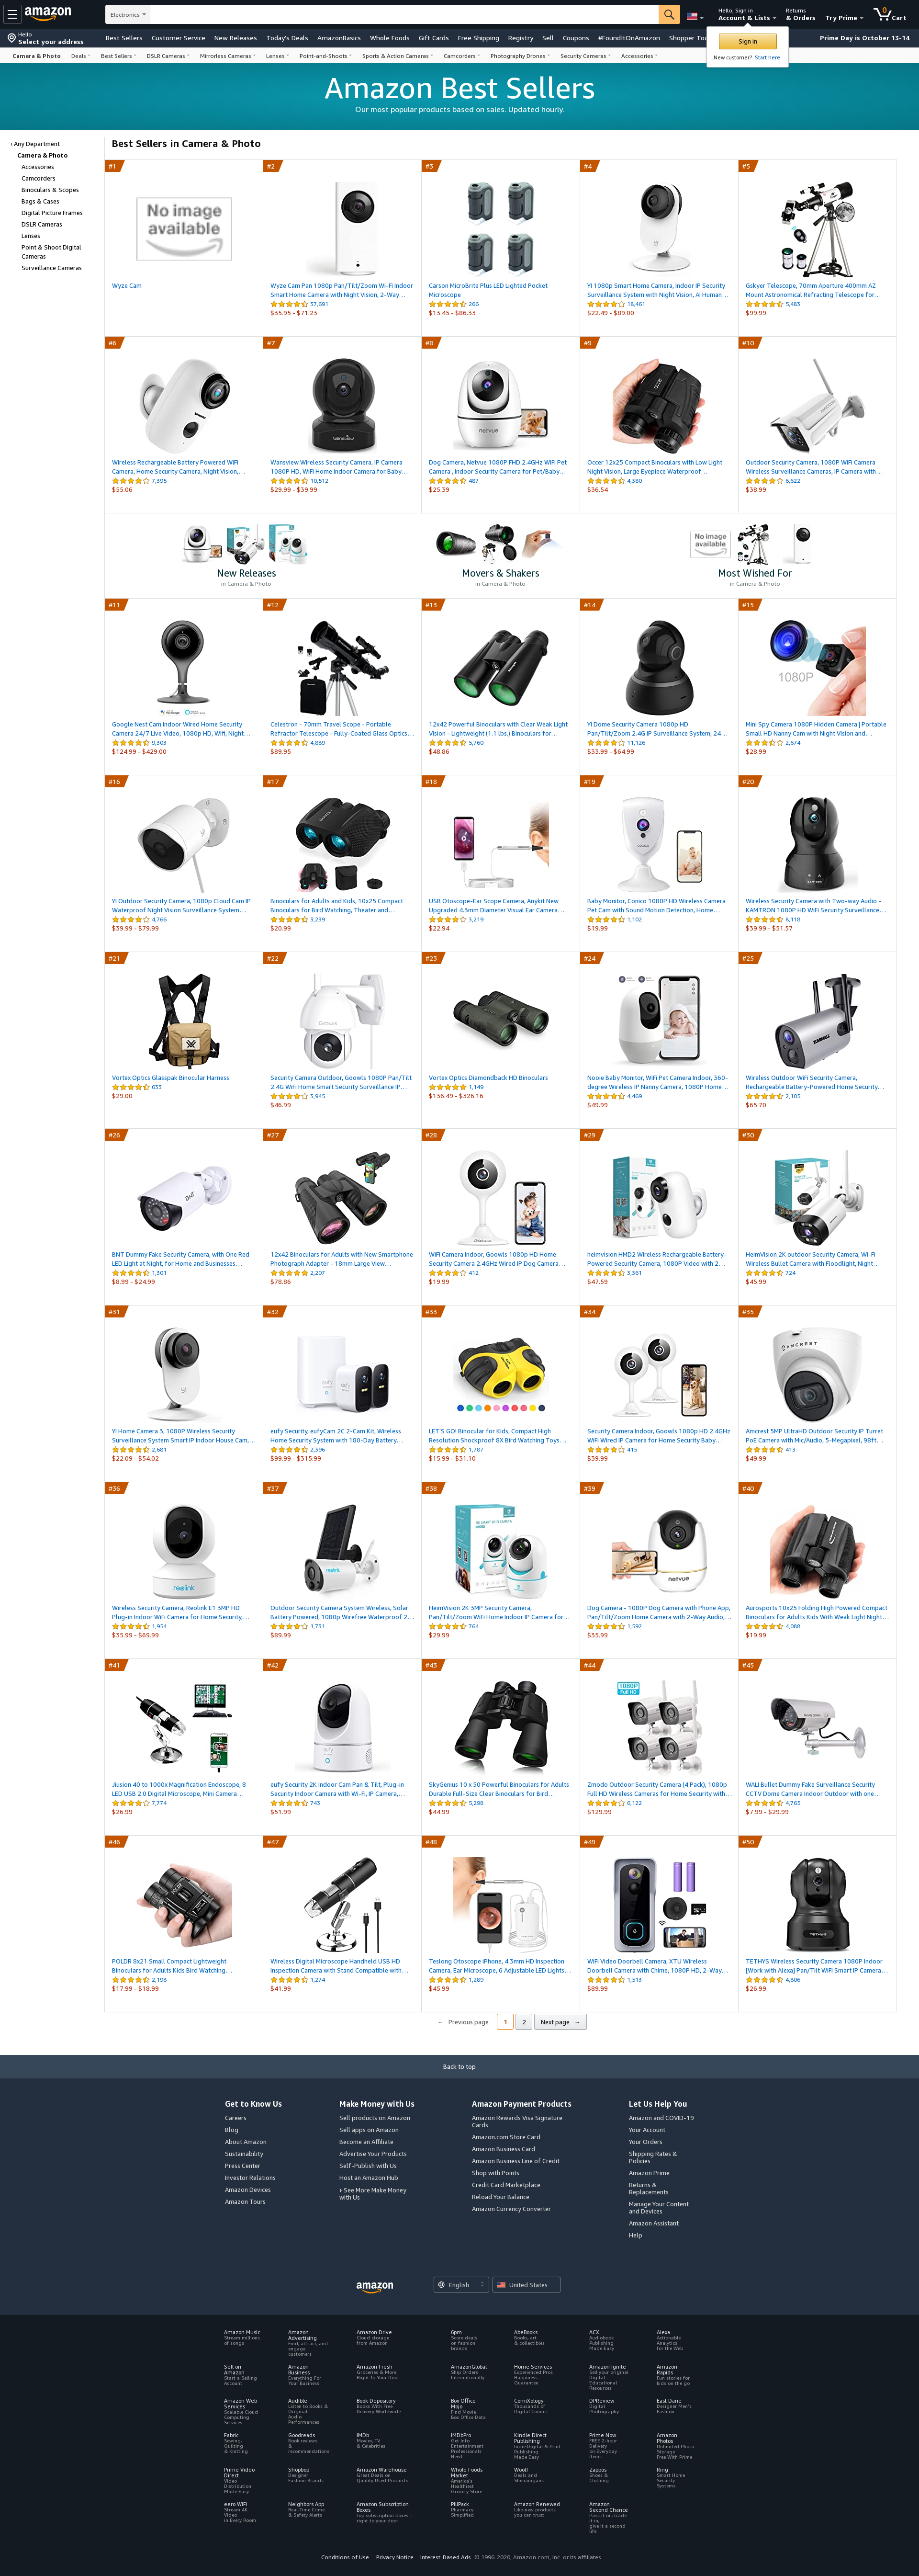 amazon
Electronics
Hello, Sign in
Account & Lists
Returns
& Orders
Try Prime
0
Cart
Hello
Select your address
Best Sellers Customer Service New Releases Today's Deals AmazonBasics Whole Foods Gift Cards Free Shipping Registry Sell Coupons #FoundItOnAmazon Shopper Too
Prime Day is October 13-14
Sign in
New customer? Start here.
Camera & Photo Deals Best Sellers DSLR Cameras Mirrorless Cameras Lenses Point-and-Shoots Sports & Action Cameras Camcorders Photography Drones Security Cameras Accessories
Amazon Best Sellers
Our most popular products based on sales. Updated hourly.
‹ Any Department
Camera & Photo
Accessories
Camcorders
Binoculars & Scopes
Bags & Cases
Digital Picture Frames
DSLR Cameras
Lenses
Point & Shoot Digital
Cameras
Surveillance Cameras
Best Sellers in Camera & Photo
#1
No image
available
Wyze Cam
#2
Wyze Cam Pan 1080p Pan/Tilt/Zoom Wi-Fi Indoor
Smart Home Camera with Night Vision, 2-Way…
37,691
$35.95 - $71.23
#3
Carson MicroBrite Plus LED Lighted Pocket
Microscope
266
$13.45 - $86.33
#4
YI 1080p Smart Home Camera, Indoor IP Security
Surveillance System with Night Vision, AI Human…
18,461
$22.49 - $89.00
#5
Gskyer Telescope, 70mm Aperture 400mm AZ
Mount Astronomical Refracting Telescope for…
5,483
$99.99
#6
Wireless Rechargeable Battery Powered WiFi
Camera, Home Security Camera, Night Vision,…
7,395
$55.06
#7
Wansview Wireless Security Camera, IP Camera
1080P HD, WiFi Home Indoor Camera for Baby…
10,512
$29.99 - $39.99
#8
netvue
Dog Camera, Netvue 1080P FHD 2.4GHz WiFi Pet
Camera , Indoor Security Camera for Pet/Baby…
487
$25.39
#9
Occer 12x25 Compact Binoculars with Low Light
Night Vision, Large Eyepiece Waterproof…
4,380
$36.54
#10
Outdoor Security Camera, 1080P WiFi Camera
Wireless Surveillance Cameras, IP Camera with…
6,622
$38.99
No image
available
New Releases
in Camera & Photo
Movers & Shakers
in Camera & Photo
Most Wished For
in Camera & Photo
#11
Google Nest Cam Indoor Wired Home Security
Camera 24/7 Live Video, 1080p HD, Wifi, Night…
9,303
$124.99 - $429.00
#12
Celestron - 70mm Travel Scope - Portable
Refractor Telescope - Fully-Coated Glass Optics…
4,889
$89.95
#13
12x42 Powerful Binoculars with Clear Weak Light
Vision - Lightweight (1.1 lbs.) Binoculars for…
5,760
$48.86
#14
YI Dome Security Camera 1080p HD
Pan/Tilt/Zoom 2.4G IP Surveillance System, 24…
11,126
$33.99 - $64.99
#15
1080P
Mini Spy Camera 1080P Hidden Camera | Portable
Small HD Nanny Cam with Night Vision and…
2,674
$28.99
#16
YI Outdoor Security Camera, 1080p Cloud Cam IP
Waterproof Night Vision Surveillance System…
4,766
$39.99 - $79.99
#17
Binoculars for Adults and Kids, 10x25 Compact
Binoculars for Bird Watching, Theater and…
3,239
$20.99
#18
USB Otoscope-Ear Scope Camera, Anykit New
Upgraded 4.3mm Diameter Visual Ear Camera…
3,219
$22.94
#19
Baby Monitor, Conico 1080P HD Wireless Camera
Pet Cam with Sound Motion Detection, Home…
1,102
$19.99
#20
Wireless Security Camera with Two-way Audio -
KAMTRON 1080P HD WiFi Security Surveillance…
8,118
$39.99 - $51.57
#21
Vortex Optics Glasspak Binocular Harness
633
$29.00
#22
Security Camera Outdoor, Goowls 1080P Pan/Tilt
2.4G WiFi Home Smart Security Surveillance IP…
3,945
$46.99
#23
Vortex Optics Diamondback HD Binoculars
1,149
$136.49 - $326.16
#24
Nooie Baby Monitor, WiFi Pet Camera Indoor, 360-
degree Wireless IP Nanny Camera, 1080P Home…
4,469
$49.99
#25
Wireless Outdoor WiFi Security Camera,
Rechargeable Battery-Powered Home Security…
2,105
$65.70
#26
BNT
BNT Dummy Fake Security Camera, with One Red
LED Light at Night, for Home and Businesses…
1,301
$8.99 - $24.99
#27
12x42 Binoculars for Adults with New Smartphone
Photograph Adapter - 18mm Large View…
2,207
$78.86
#28
WiFi Camera Indoor, Goowls 1080p HD Home
Security Camera 2.4GHz Wired IP Dog Camera…
412
$19.99
#29
heimvision HMD2 Wireless Rechargeable Battery-
Powered Security Camera, 1080P Video with 2…
3,561
$47.59
#30
HeimVision 2K outdoor Security Camera, Wi-Fi
Wireless Bullet Camera with Floodlight, Night…
724
$45.99
#31
YI Home Camera 3, 1080P Wireless Security
Surveillance System Smart IP Indoor House Cam,…
2,681
$22.09 - $54.02
#32
eufy Security, eufyCam 2C 2-Cam Kit, Wireless
Home Security System with 180-Day Battery…
2,396
$99.99 - $315.99
#33
LET'S GO! Binocular for Kids, Compact High
Resolution Shockproof 8X Bird Watching Toys…
1,787
$15.99 - $31.10
#34
Security Camera Indoor, Goowls 1080p HD 2.4GHz
WiFi Wired IP Camera for Home Security Baby…
415
$39.99
#35
AMCREST
Amcrest 5MP UltraHD Outdoor Security IP Turret
PoE Camera with Mic/Audio, 5-Megapixel, 98ft…
413
$49.99
#36
reolink
Wireless Security Camera, Reolink E1 3MP HD
Plug-in Indoor WiFi Camera for Home Security,…
1,954
$35.99 - $69.99
#37
Outdoor Security Camera System Wireless, Solar
Battery Powered, 1080p Wirefree Waterproof 2…
1,731
$89.99
#38
HeimVision 2K 3MP Security Camera,
Pan/Tilt/Zoom WiFi Home Indoor IP Camera for…
764
$29.99
#39
netvue
Dog Camera - 1080P Dog Camera with Phone App,
Pan/Tilt/Zoom Home Camera with 2-Way Audio,…
1,592
$35.99
#40
Aurosports 10x25 Folding High Powered Compact
Binoculars for Adults Kids With Weak Light Night…
4,088
$19.99
#41
Jiusion 40 to 1000x Magnification Endoscope, 8
LED USB 2.0 Digital Microscope, Mini Camera…
7,774
$26.99
#42
eufy
eufy Security 2K Indoor Cam Pan & Tilt, Plug-in
Security Indoor Camera with Wi-Fi, IP Camera,…
743
$51.99
#43
SkyGenius 10 x 50 Powerful Binoculars for Adults
Durable Full-Size Clear Binoculars for Bird…
5,298
$44.99
#44
1080P
Full HD
Zmodo Outdoor Security Camera (4 Pack), 1080p
Full HD Wireless Cameras for Home Security with…
6,122
$129.99
#45
WALI Bullet Dummy Fake Surveillance Security
CCTV Dome Camera Indoor Outdoor with one…
4,765
$7.99 - $29.99
#46
POLDR 8x21 Small Compact Lightweight
Binoculars for Adults Kids Bird Watching…
2,198
$17.99 - $18.99
#47
Wireless Digital Microscope Handheld USB HD
Inspection Camera with Stand Compatible with…
1,274
$41.99
#48
Teslong Otoscope iPhone, 4.3mm HD Inspection
Camera, Ear Microscope, 6 Adjustable LED Lights…
1,289
$45.99
#49
WiFi Video Doorbell Camera, XTU Wireless
Doorbell Camera with Chime, 1080P HD, 2-Way…
1,513
$89.99
#50
TETHYS Wireless Security Camera 1080P Indoor
[Work with Alexa] Pan/Tilt WiFi Smart IP Camera…
4,806
$26.99
← Previous page 1 2 Next page →
Back to top
Get to Know Us
Careers
Blog
About Amazon
Sustainability
Press Center
Investor Relations
Amazon Devices
Amazon Tours
Make Money with Us
Sell products on Amazon
Sell apps on Amazon
Become an Affiliate
Advertise Your Products
Self-Publish with Us
Host an Amazon Hub
› See More Make Money
with Us
Amazon Payment Products
Amazon Rewards Visa Signature
Cards
Amazon.com Store Card
Amazon Business Card
Amazon Business Line of Credit
Shop with Points
Credit Card Marketplace
Reload Your Balance
Amazon Currency Converter
Let Us Help You
Amazon and COVID-19
Your Account
Your Orders
Shipping Rates &
Policies
Amazon Prime
Returns &
Replacements
Manage Your Content
and Devices
Amazon Assistant
Help
amazon
English
United States
Amazon Music
Stream millions
of songs
Amazon
Advertising
Find, attract, and
engage
customers
Amazon Drive
Cloud storage
from Amazon
6pm
Score deals
on fashion
brands
AbeBooks
Books, art
& collectibles
ACX
Audiobook
Publishing
Made Easy
Alexa
Actionable
Analytics
for the Web
Sell on
Amazon
Start a Selling
Account
Amazon
Business
Everything For
Your Business
Amazon Fresh
Groceries & More
Right To Your Door
AmazonGlobal
Ship Orders
Internationally
Home Services
Experienced Pros
Happiness
Guarantee
Amazon Ignite
Sell your original
Digital
Educational
Resources
Amazon
Rapids
Fun stories for
kids on the go
Amazon Web
Services
Scalable Cloud
Computing
Services
Audible
Listen to Books &
Original
Audio
Performances
Book Depository
Books With Free
Delivery Worldwide
Box Office
Mojo
Find Movie
Box Office Data
ComiXology
Thousands of
Digital Comics
DPReview
Digital
Photography
East Dane
Designer Men's
Fashion
Fabric
Sewing,
Quilting
& Knitting
Goodreads
Book reviews
&
recommendations
IMDb
Movies, TV
& Celebrities
IMDbPro
Get Info
Entertainment
Professionals
Need
Kindle Direct
Publishing
Indie Digital & Print
Publishing
Made Easy
Prime Now
FREE 2-hour
Delivery
on Everyday
Items
Amazon
Photos
Unlimited Photo
Storage
Free With Prime
Prime Video
Direct
Video
Distribution
Made Easy
Shopbop
Designer
Fashion Brands
Amazon Warehouse
Great Deals on
Quality Used Products
Whole Foods
Market
America's
Healthiest
Grocery Store
Woot!
Deals and
Shenanigans
Zappos
Shoes &
Clothing
Ring
Smart Home
Security
Systems
eero WiFi
Stream 4K
Video
in Every Room
Neighbors App
Real-Time Crime
& Safety Alerts
Amazon Subscription
Boxes
Top subscription boxes –
right to your door
PillPack
Pharmacy
Simplified
Amazon Renewed
Like-new products
you can trust
Amazon
Second Chance
Pass it on, trade
it in,
give it a second
life
Conditions of Use Privacy Notice Interest-Based Ads © 1996-2020, Amazon.com, Inc. or its affiliates